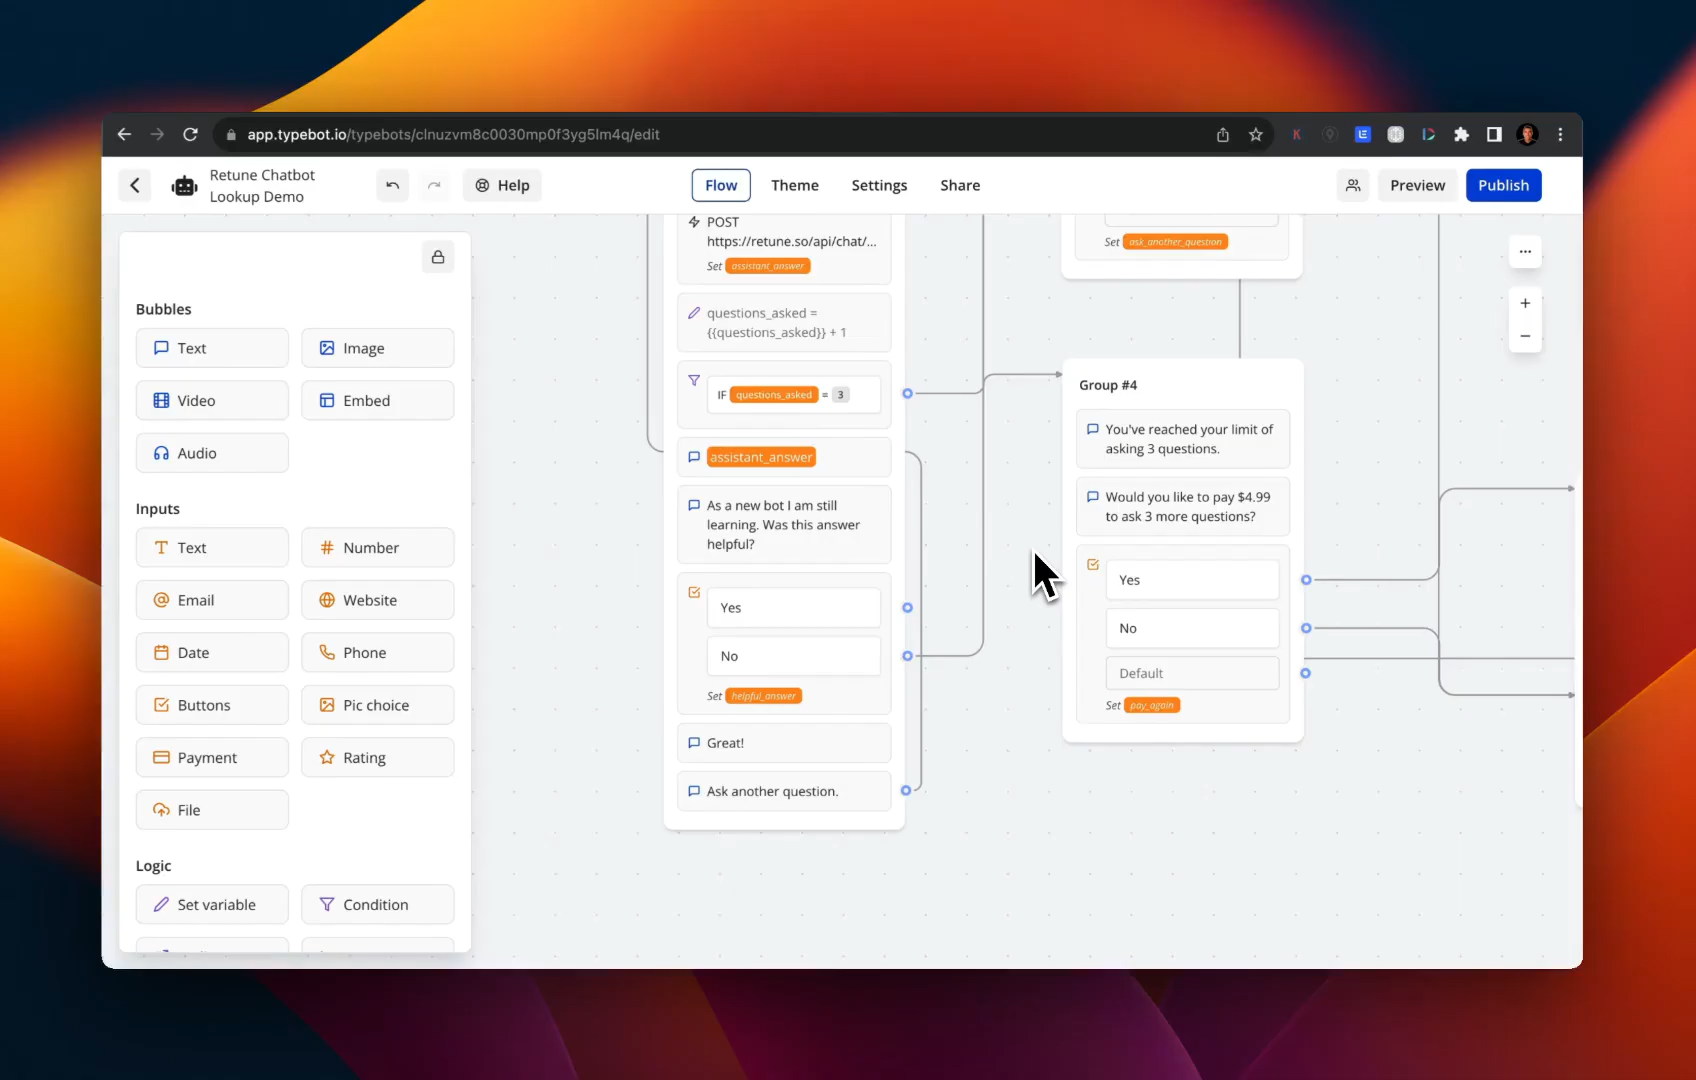 app.typebot.io/typebots/clnuzvm8c0030mp0f3yg5lm4q/edit
Retune Chatbot
Lookup Demo
Help
Flow
Theme
Settings
Share
Preview
Publish
Bubbles
Text
Image
Video
Embed
Audio
Inputs
Text
Number
Email
Website
Date
Phone
Buttons
Pic choice
Payment
Rating
File
Logic
Set variable
Condition
POST
https://retune.so/api/chat/...
Set assistant_answer
questions_asked =
{{questions_asked}} + 1
IF questions_asked = 3
assistant_answer
As a new bot I am still
learning. Was this answer
helpful?
Yes
No
Set helpful_answer
Great!
Ask another question.
Set ask_another_question
Group #4
You've reached your limit of
asking 3 questions.
Would you like to pay $4.99
to ask 3 more questions?
Yes
No
Default
Set pay_again